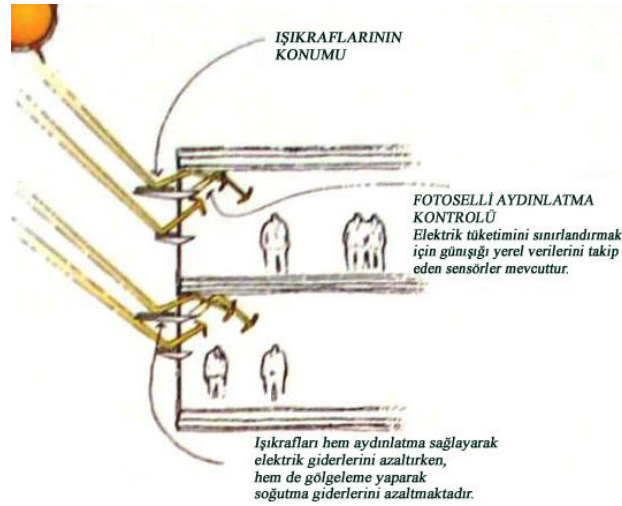 IŞIKRAFLARININ
KONUMU
FOTOSELLİ AYDINLATMA
KONTROLÜ
Elektrik tüketimini sınırlandırmak
için günışığı yerel verilerini takip
eden sensörler mevcuttur.
Işıkrafları hem aydınlatma sağlayarak
elektrik giderlerini azaltırken,
hem de gölgeleme yaparak
soğutma giderlerini azaltmaktadır.